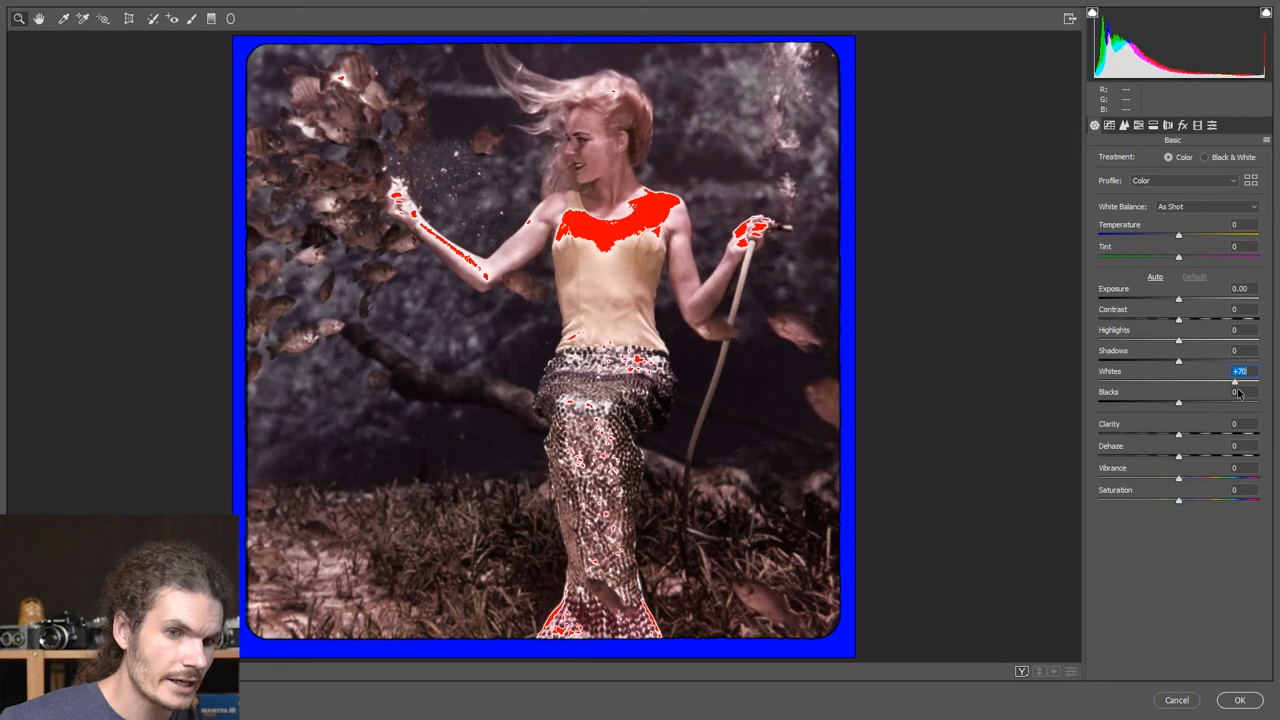 R: ---
G: ---
B: ---
Basic
Treatment: Color Black & White
Profile: Color
White Balance: As Shot
Temperature 0
Tint 0
Auto Default
Exposure 0.00
Contrast 0
Highlights 0
Shadows 0
Whites +70
Blacks 0
Clarity 0
Dehaze 0
Vibrance 0
Saturation 0
Y
Cancel OK